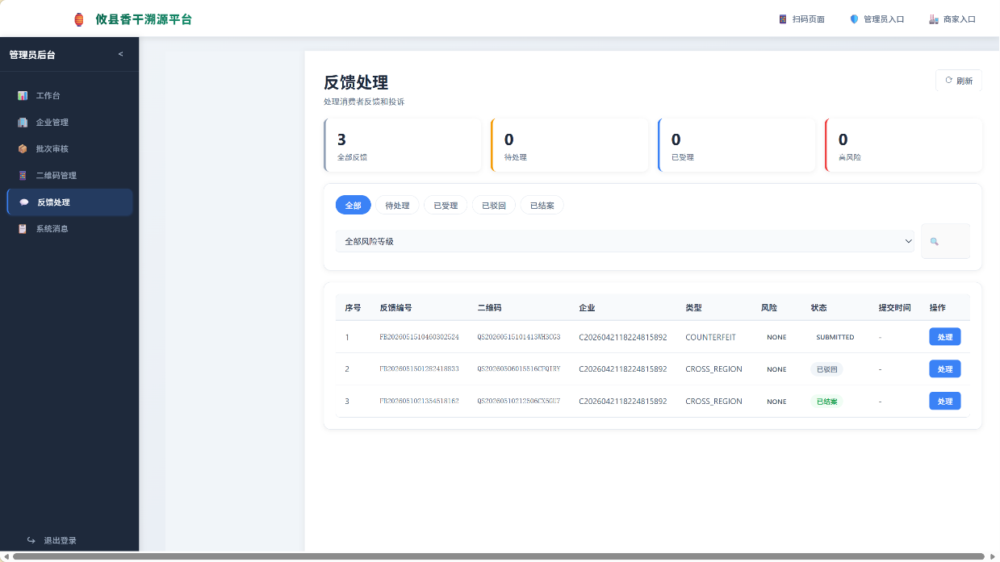 攸县香干溯源平台
扫码页面
管理员入口
商家入口
管理员后台
<
工作台
企业管理
批次审核
二维码管理
反馈处理
系统消息
退出登录
反馈处理
处理消费者反馈和投诉
刷新
3
全部反馈
0
待处理
0
已受理
0
高风险
全部 待处理 已受理 已驳回 已结案
全部风险等级
序号 反馈编号 二维码 企业 类型 风险 状态 提交时间 操作
1 FB2026051510460302524 QS20260515101413WH3CG3 C2026042118224815892 COUNTERFEIT NONE SUBMITTED - 处理
2 FB2026051501282418833 QS20260506015516CFQIRY C2026042118224815892 CROSS_REGION NONE 已驳回 - 处理
3 FB2026051021354518162 QS20260510212506CX5GU7 C2026042118224815892 CROSS_REGION NONE 已结案 - 处理